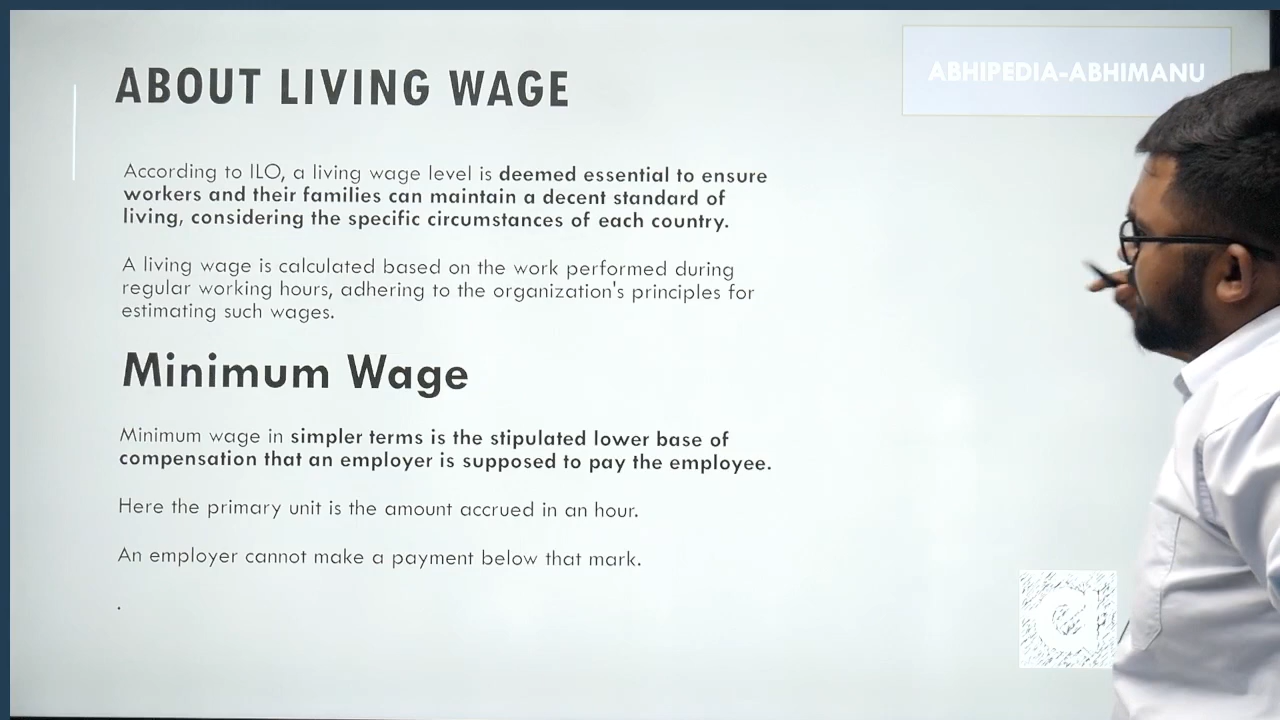 ABOUT LIVING WAGE
ABHIPEDIA-ABHIMANU
According to ILO, a living wage level is deemed essential to ensure
workers and their families can maintain a decent standard of
living, considering the specific circumstances of each country.
A living wage is calculated based on the work performed during
regular working hours, adhering to the organization's principles for
estimating such wages.
Minimum Wage
Minimum wage in simpler terms is the stipulated lower base of
compensation that an employer is supposed to pay the employee.
Here the primary unit is the amount accrued in an hour.
An employer cannot make a payment below that mark.
.